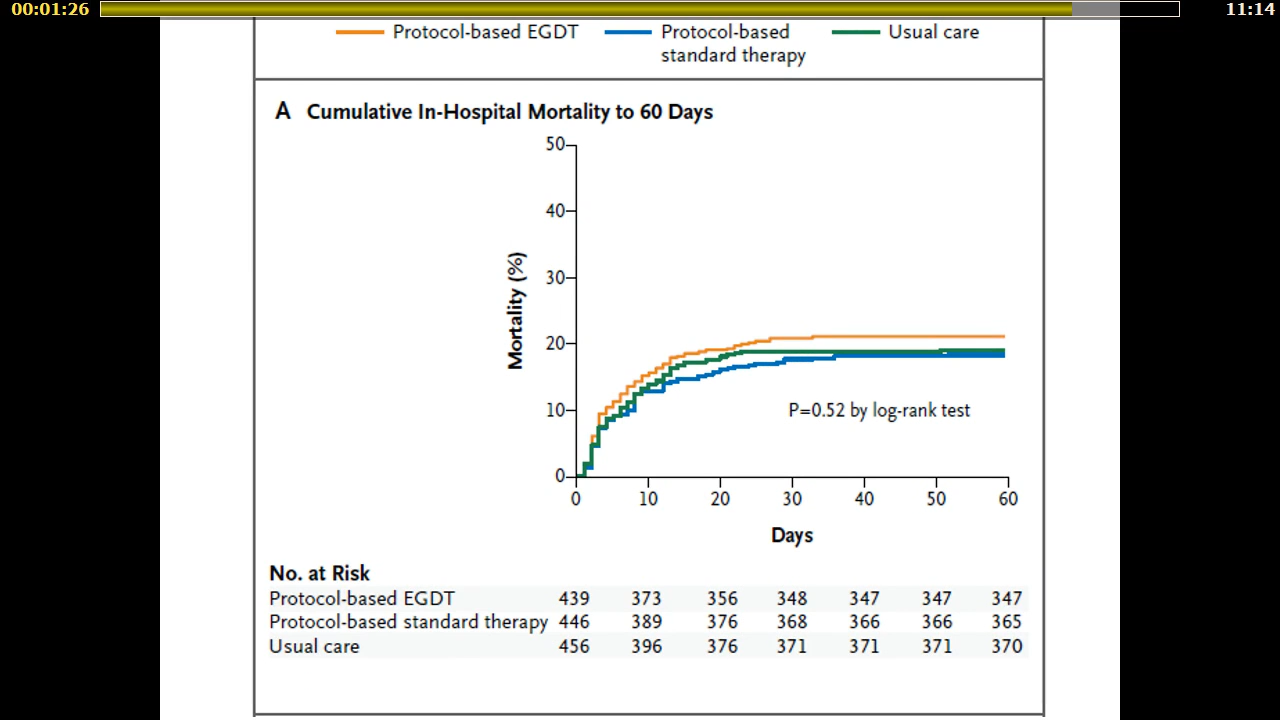 00:01:26 11:14
Protocol-based EGDT Protocol-based standard therapy Usual care
A Cumulative In-Hospital Mortality to 60 Days
50
40
30
20
10
0
Mortality (%)
P=0.52 by log-rank test
0 10 20 30 40 50 60
Days
No. at Risk
Protocol-based EGDT 439 373 356 348 347 347 347
Protocol-based standard therapy 446 389 376 368 366 366 365
Usual care 456 396 376 371 371 371 370